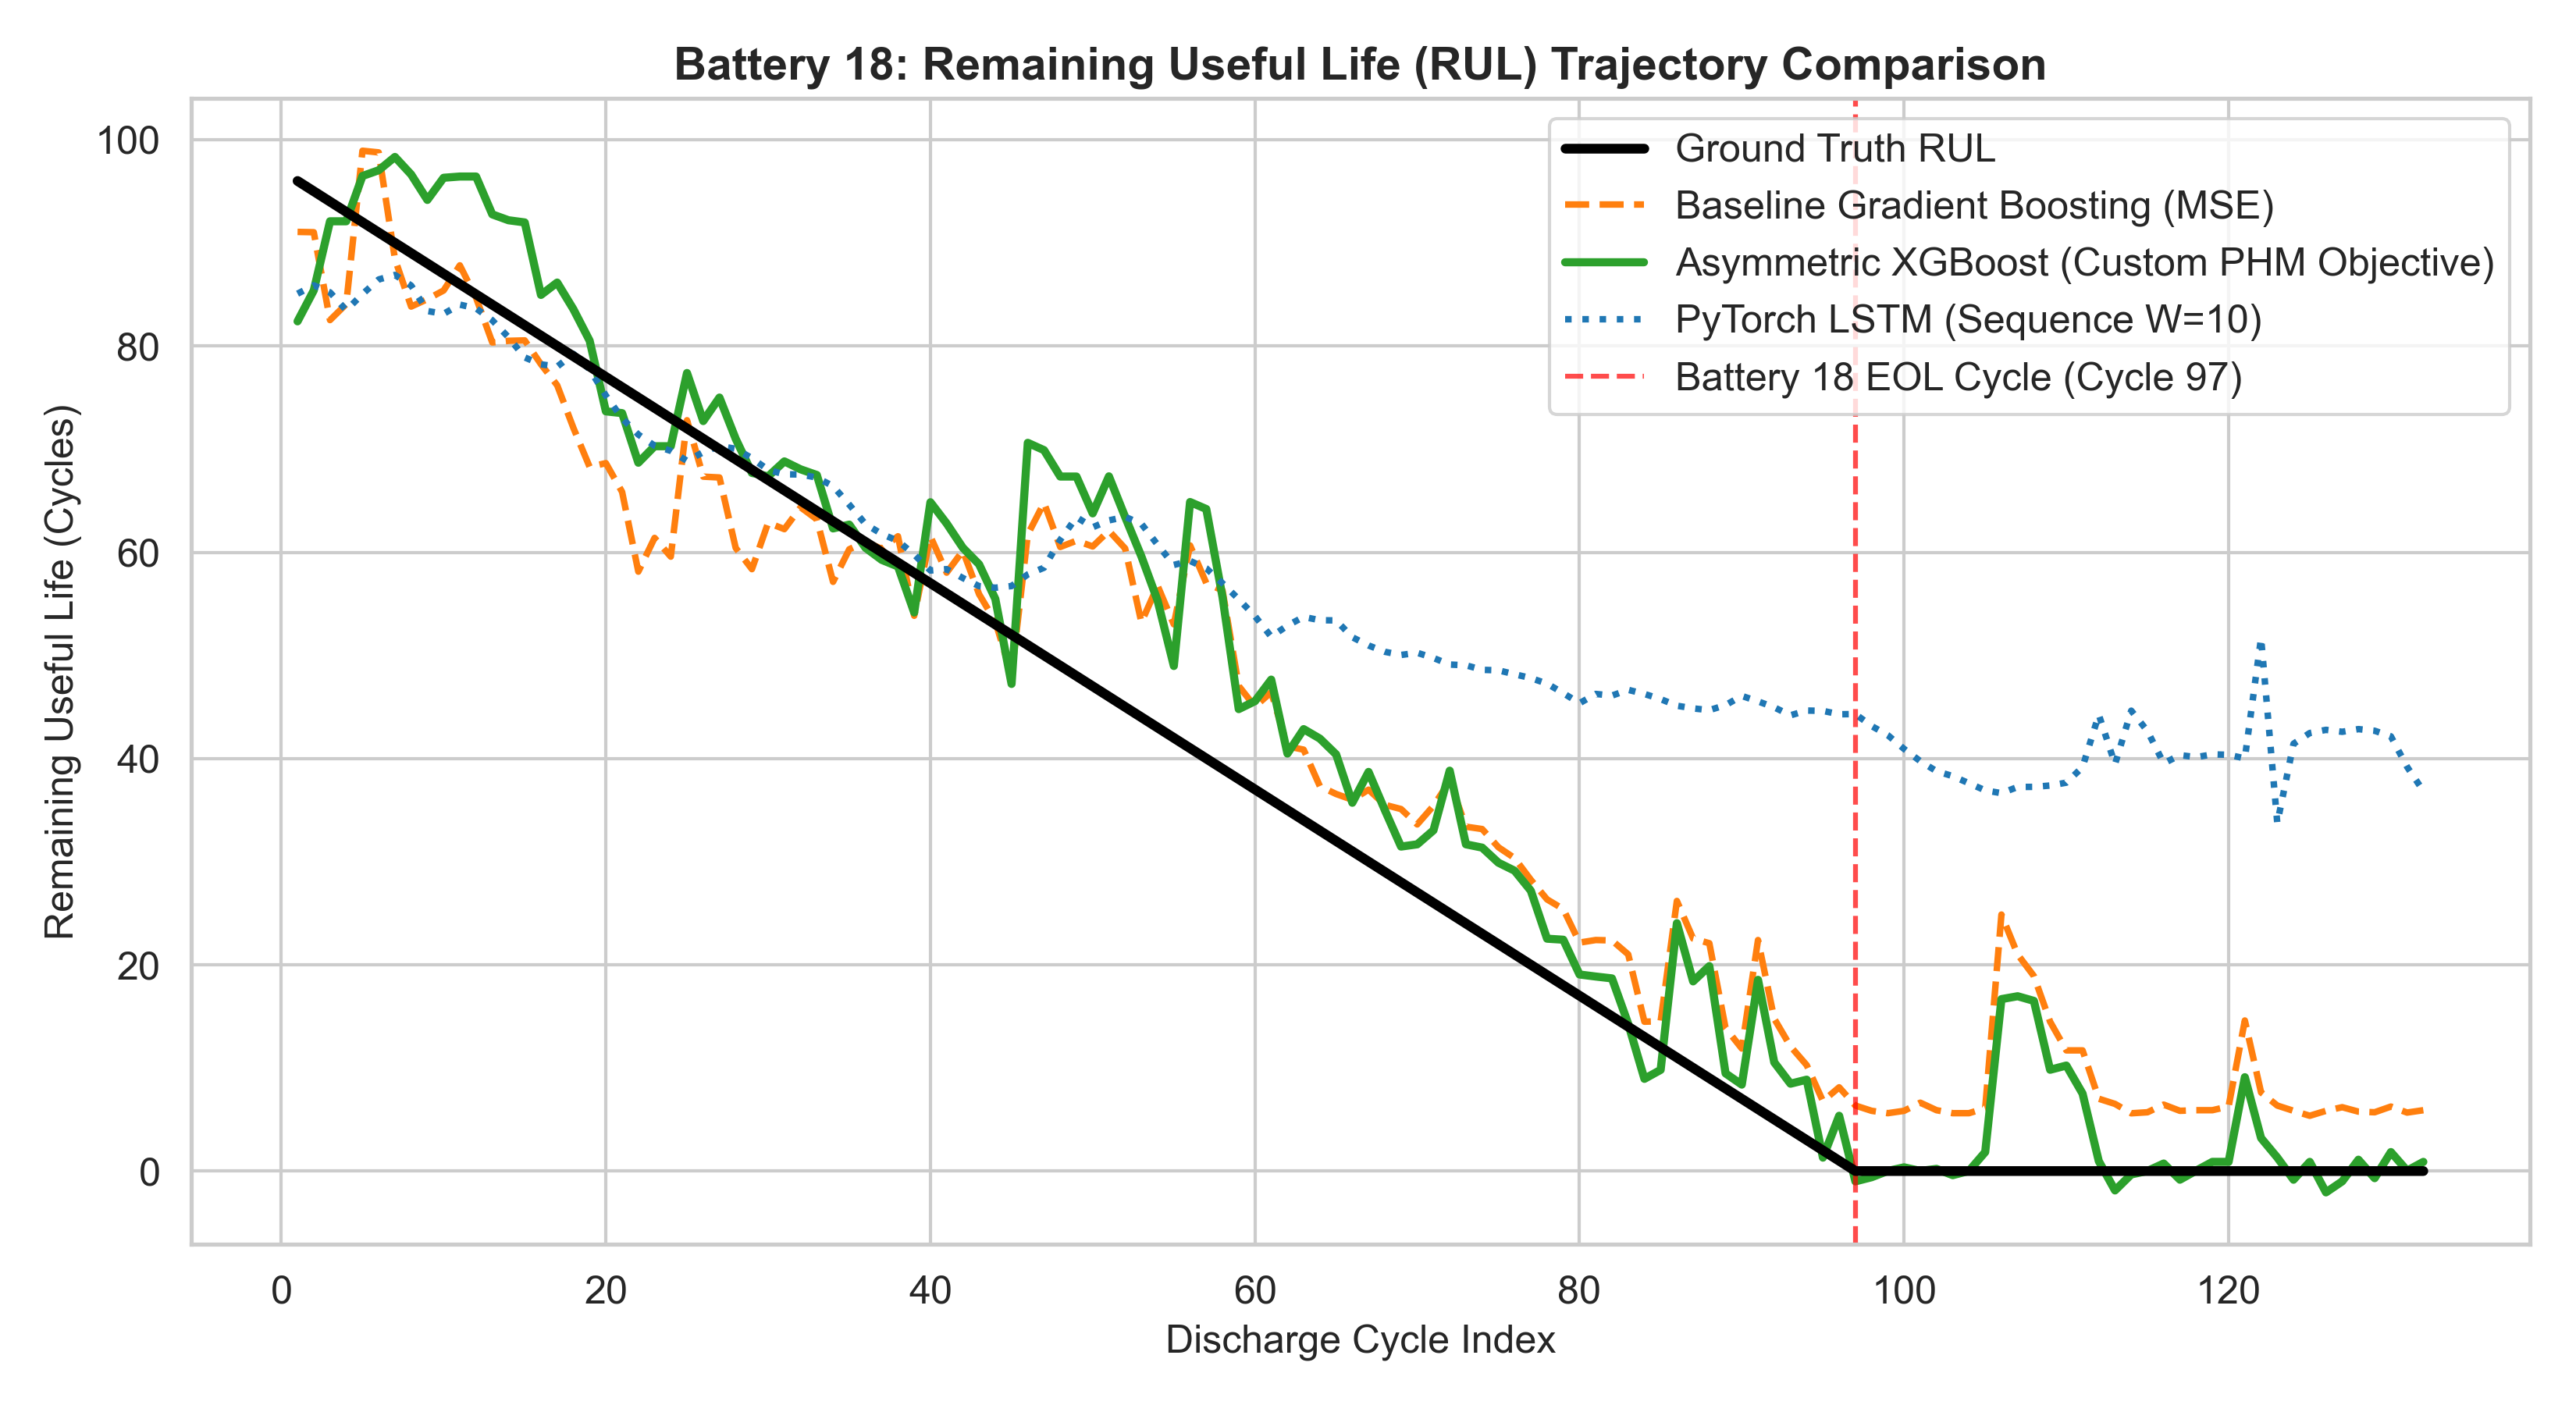 Battery 18: Remaining Useful Life (RUL) Trajectory Comparison
Remaining Useful Life (Cycles)
100
80
60
40
20
0
Ground Truth RUL
Baseline Gradient Boosting (MSE)
Asymmetric XGBoost (Custom PHM Objective)
PyTorch LSTM (Sequence W=10)
Battery 18 EOL Cycle (Cycle 97)
0 20 40 60 80 100 120
Discharge Cycle Index